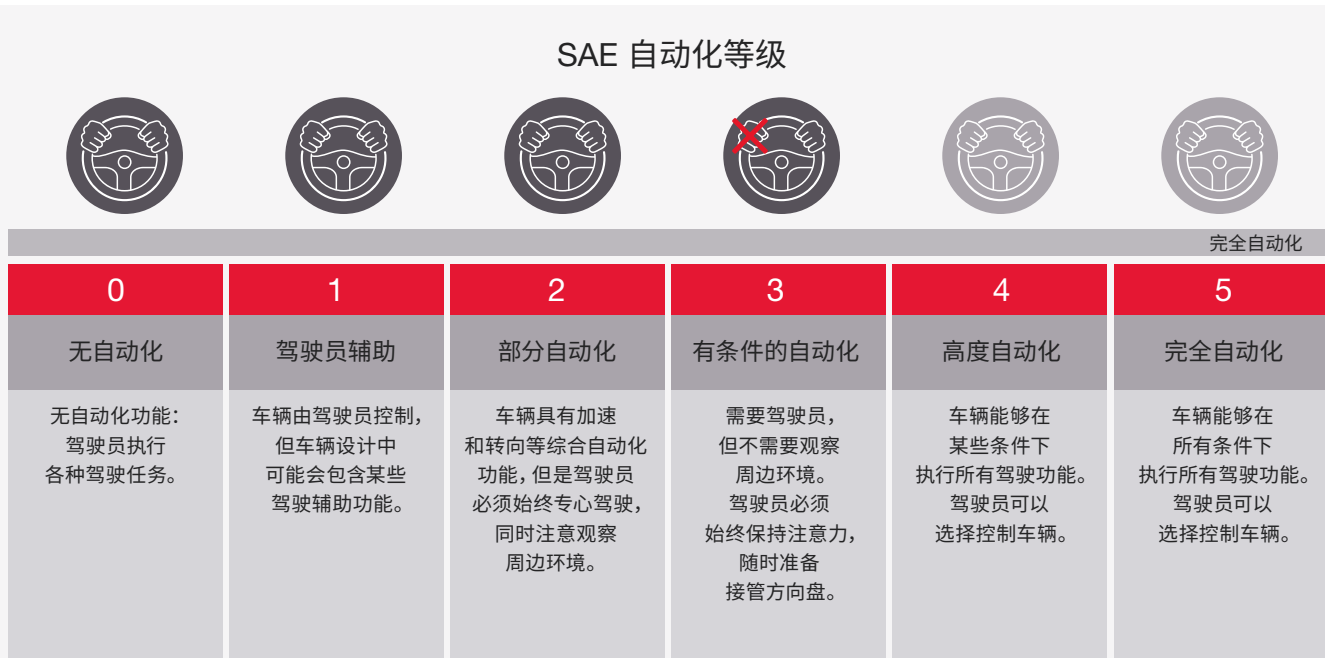 SAE 自动化等级
完全自动化
0
无自动化
无自动化功能：
驾驶员执行
各种驾驶任务。
1
驾驶员辅助
车辆由驾驶员控制，
但车辆设计中
可能会包含某些
驾驶辅助功能。
2
部分自动化
车辆具有加速
和转向等综合自动化
功能，但是驾驶员
必须始终专心驾驶，
同时注意观察
周边环境。
3
有条件的自动化
需要驾驶员，
但不需要观察
周边环境。
驾驶员必须
始终保持注意力，
随时准备
接管方向盘。
4
高度自动化
车辆能够在
某些条件下
执行所有驾驶功能。
驾驶员可以
选择控制车辆。
5
完全自动化
车辆能够在
所有条件下
执行所有驾驶功能。
驾驶员可以
选择控制车辆。